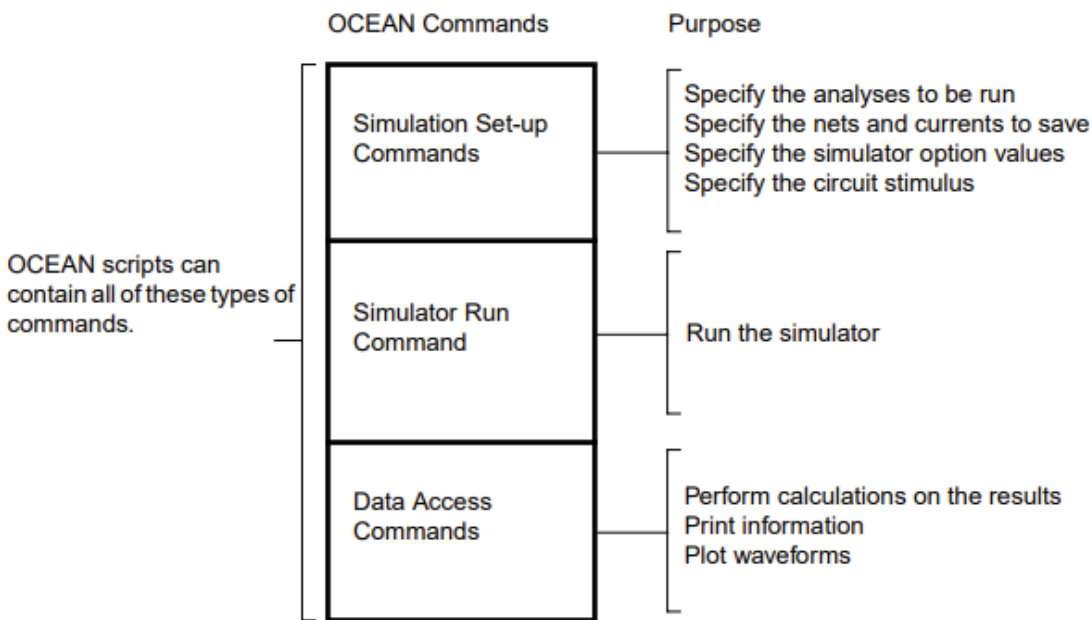 OCEAN Commands
Purpose
Simulation Set-up
Commands
Specify the analyses to be run
Specify the nets and currents to save
Specify the simulator option values
Specify the circuit stimulus
OCEAN scripts can
contain all of these types of
commands.
Simulator Run
Command
Run the simulator
Data Access
Commands
Perform calculations on the results
Print information
Plot waveforms